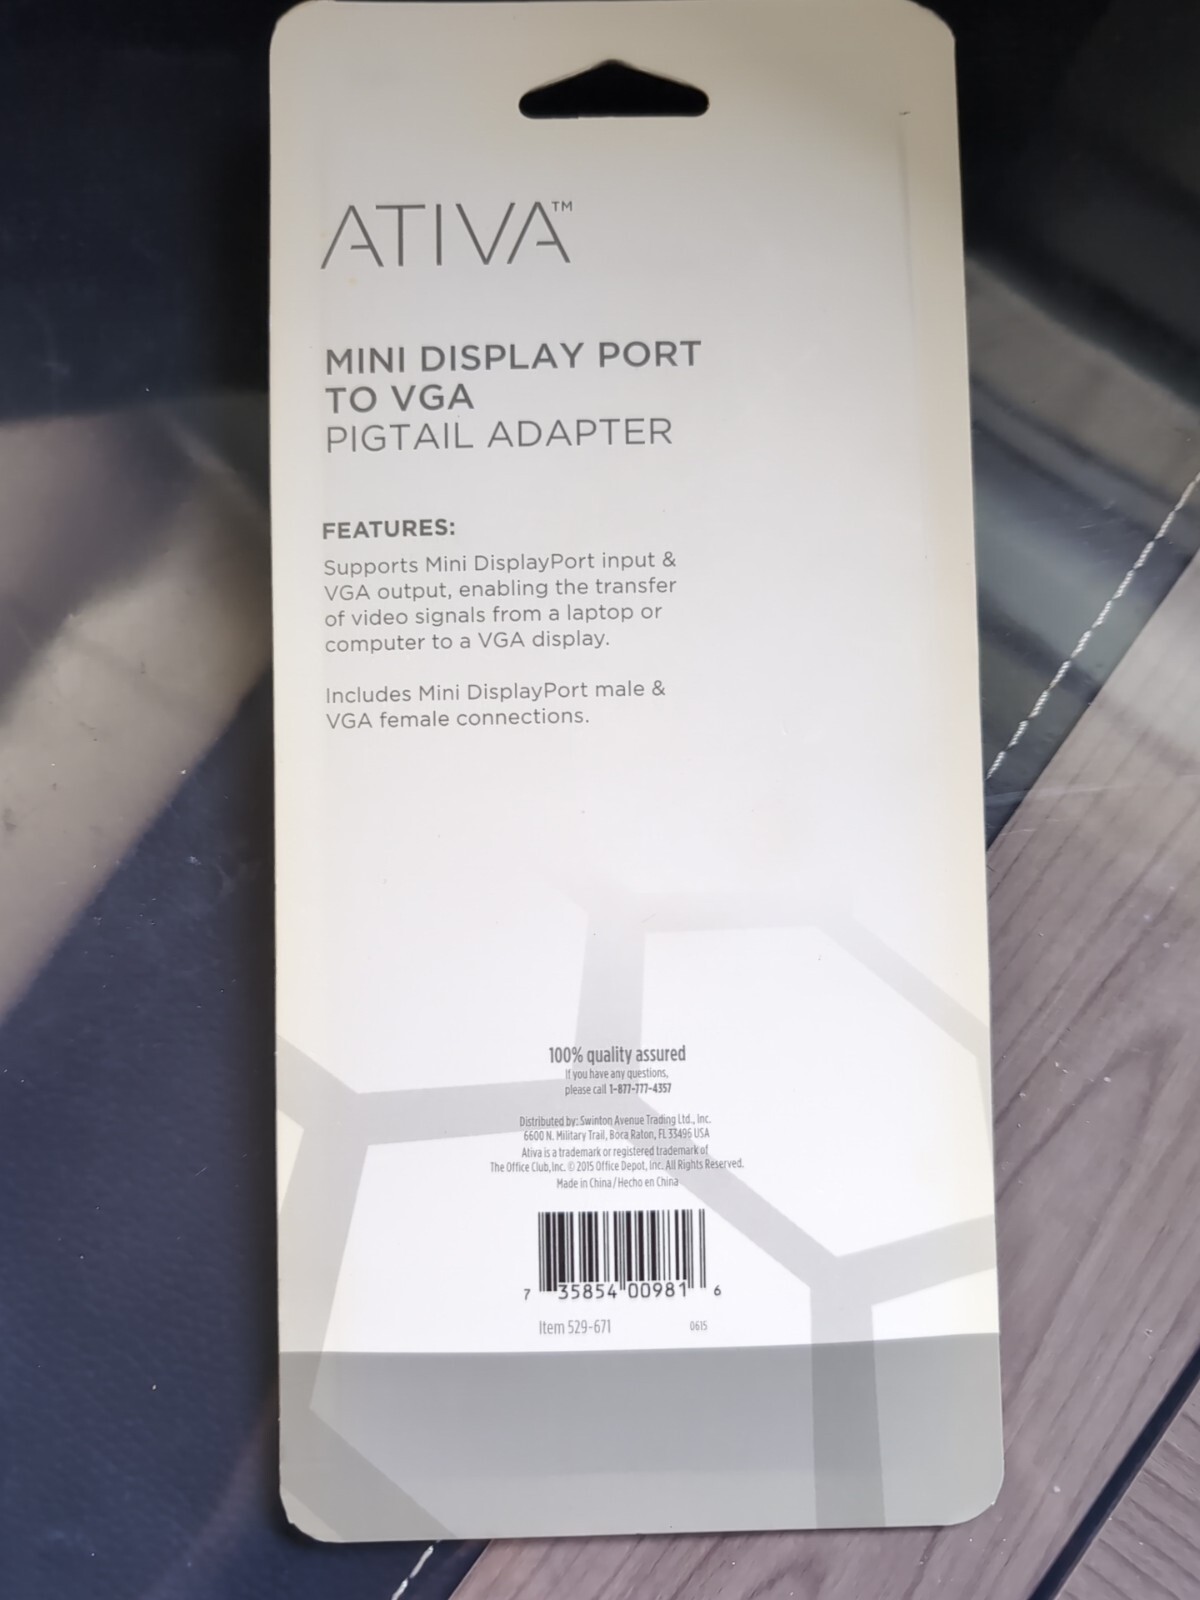 ATIVA™
MINI DISPLAY PORT
TO VGA
PIGTAIL ADAPTER
FEATURES:
Supports Mini DisplayPort input &
VGA output, enabling the transfer
of video signals from a laptop or
computer to a VGA display.
Includes Mini DisplayPort male &
VGA female connections.
100% quality assured
If you have any questions,
please call 1-877-777-4357
Distributed by: Swinton Avenue Trading Ltd., Inc.
6600 N. Military Trail, Boca Raton, FL 33496 USA
Ativa is a trademark or registered trademark of
The Office Club, Inc. © 2015 Office Depot, Inc. All Rights Reserved.
Made in China/Hecho en China
7 35854 00981 6
Item 529-671 0615